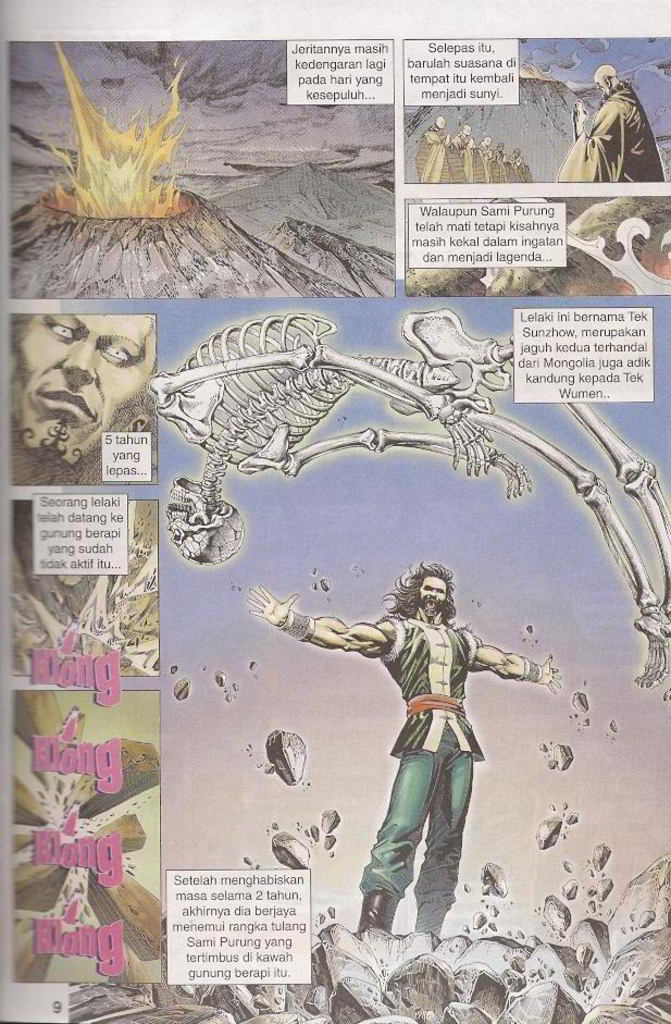 Jeritannya masih
kedengaran lagi
pada hari yang
kesepuluh...
Selepas itu,
barulah suasana di
tempat itu kembali
menjadi sunyi.
Walaupun Sami Purung
telah mati tetapi kisahnya
masih kekal dalam ingatan
dan menjadi lagenda...
5 tahun
yang
lepas...
Lelaki ini bernama Tek
Sunzhow, merupakan
jaguh kedua terhandal
dari Mongolia juga adik
kandung kepada Tek
Wumen..
Seorang lelaki
telah datang ke
gunung berapi
yang sudah
tidak aktif itu...
Klong
Klong
Klong
Klong
Setelah menghabiskan
masa selama 2 tahun,
akhirnya dia berjaya
menemui rangka tulang
Sami Purung yang
tertimbus di kawah
gunung berapi itu.
9